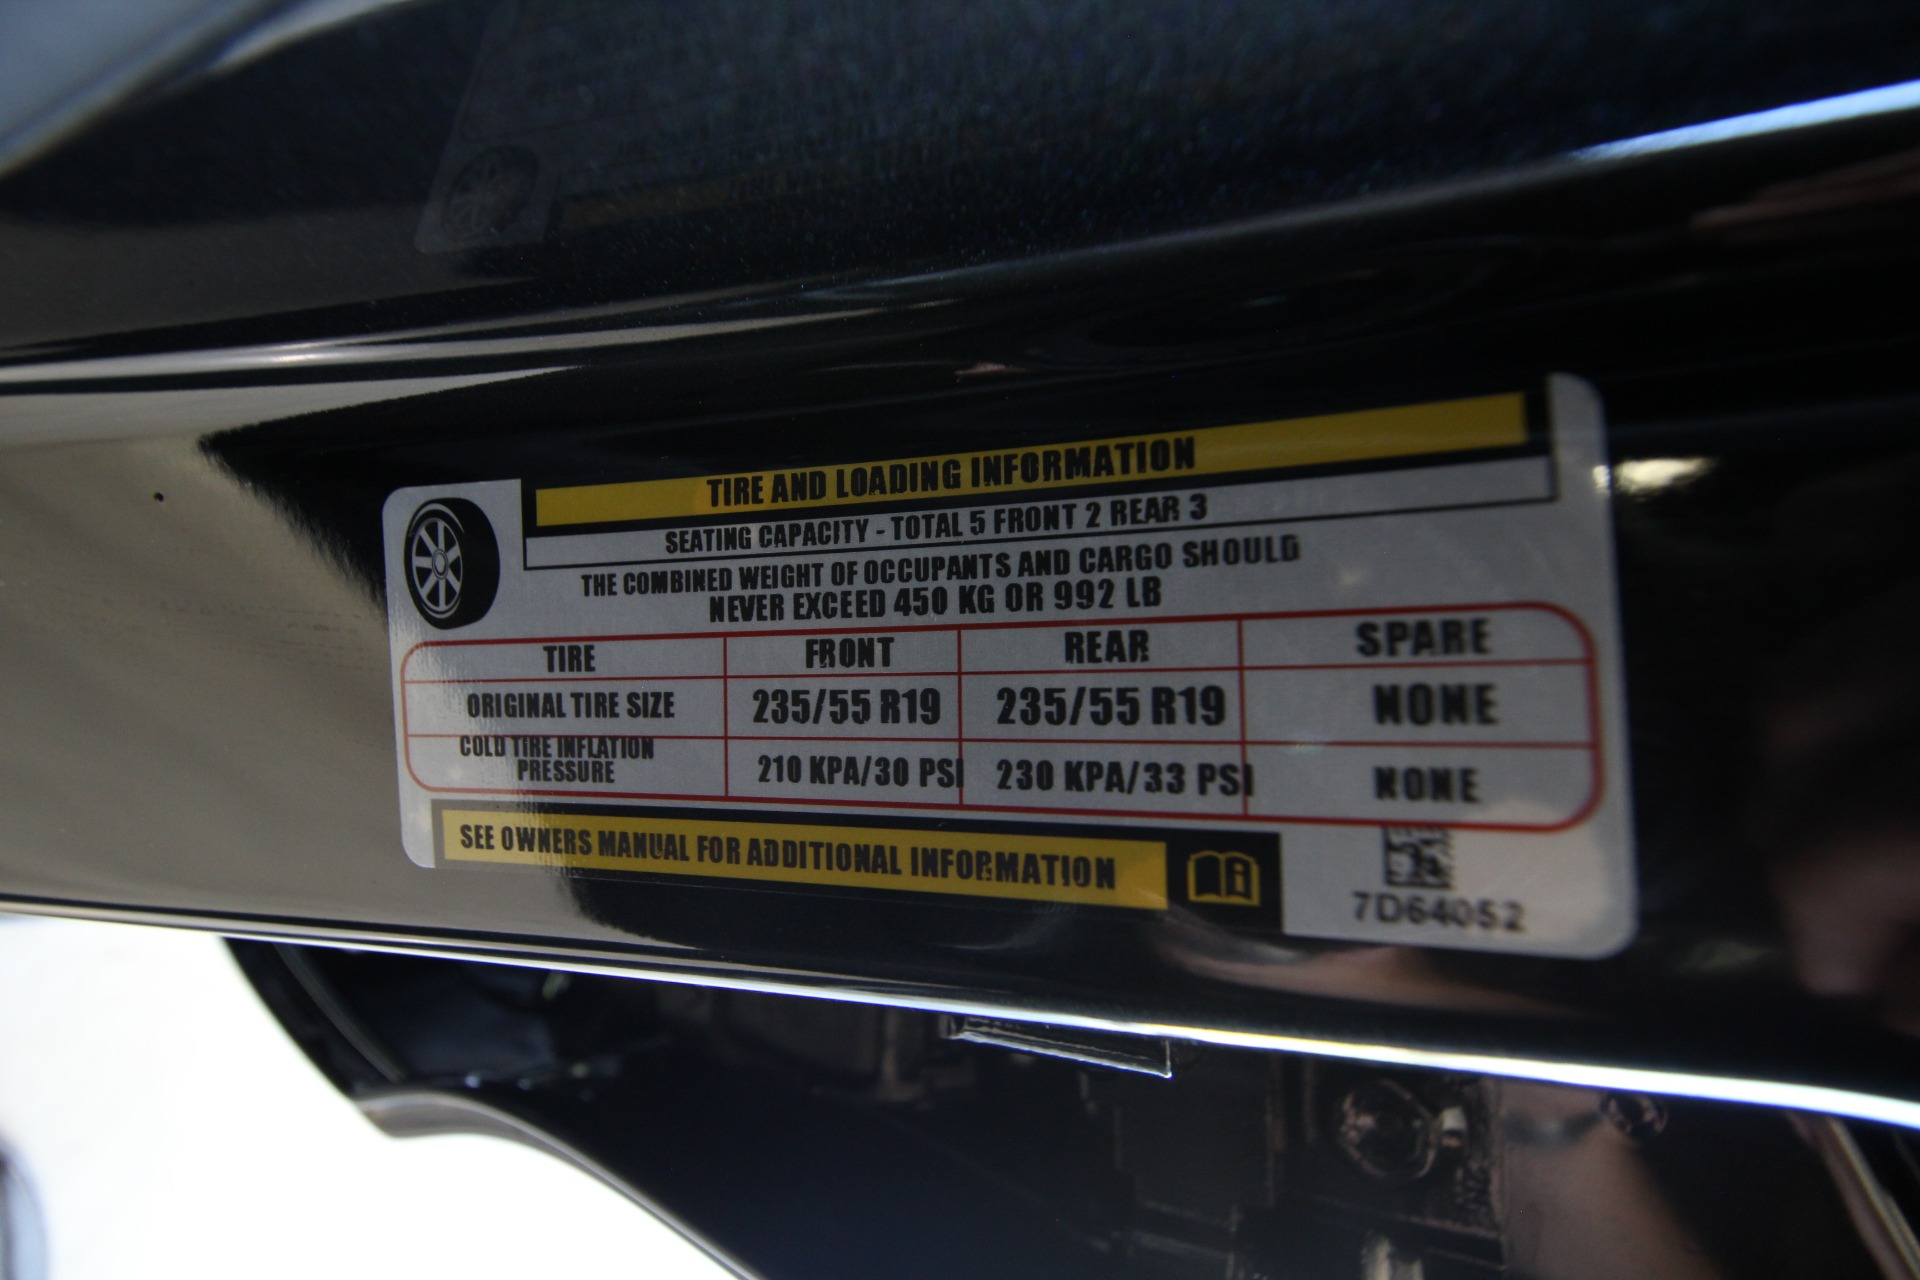 TIRE AND LOADING INFORMATION
SEATING CAPACITY - TOTAL 5 FRONT 2 REAR 3
THE COMBINED WEIGHT OF OCCUPANTS AND CARGO SHOULD
NEVER EXCEED 450 KG OR 992 LB
TIRE FRONT REAR SPARE
ORIGINAL TIRE SIZE 235/55 R19 235/55 R19 NONE
COLD TIRE INFLATION
PRESSURE 210 KPA/30 PSI 230 KPA/33 PSI NONE
SEE OWNERS MANUAL FOR ADDITIONAL INFORMATION
7D64052